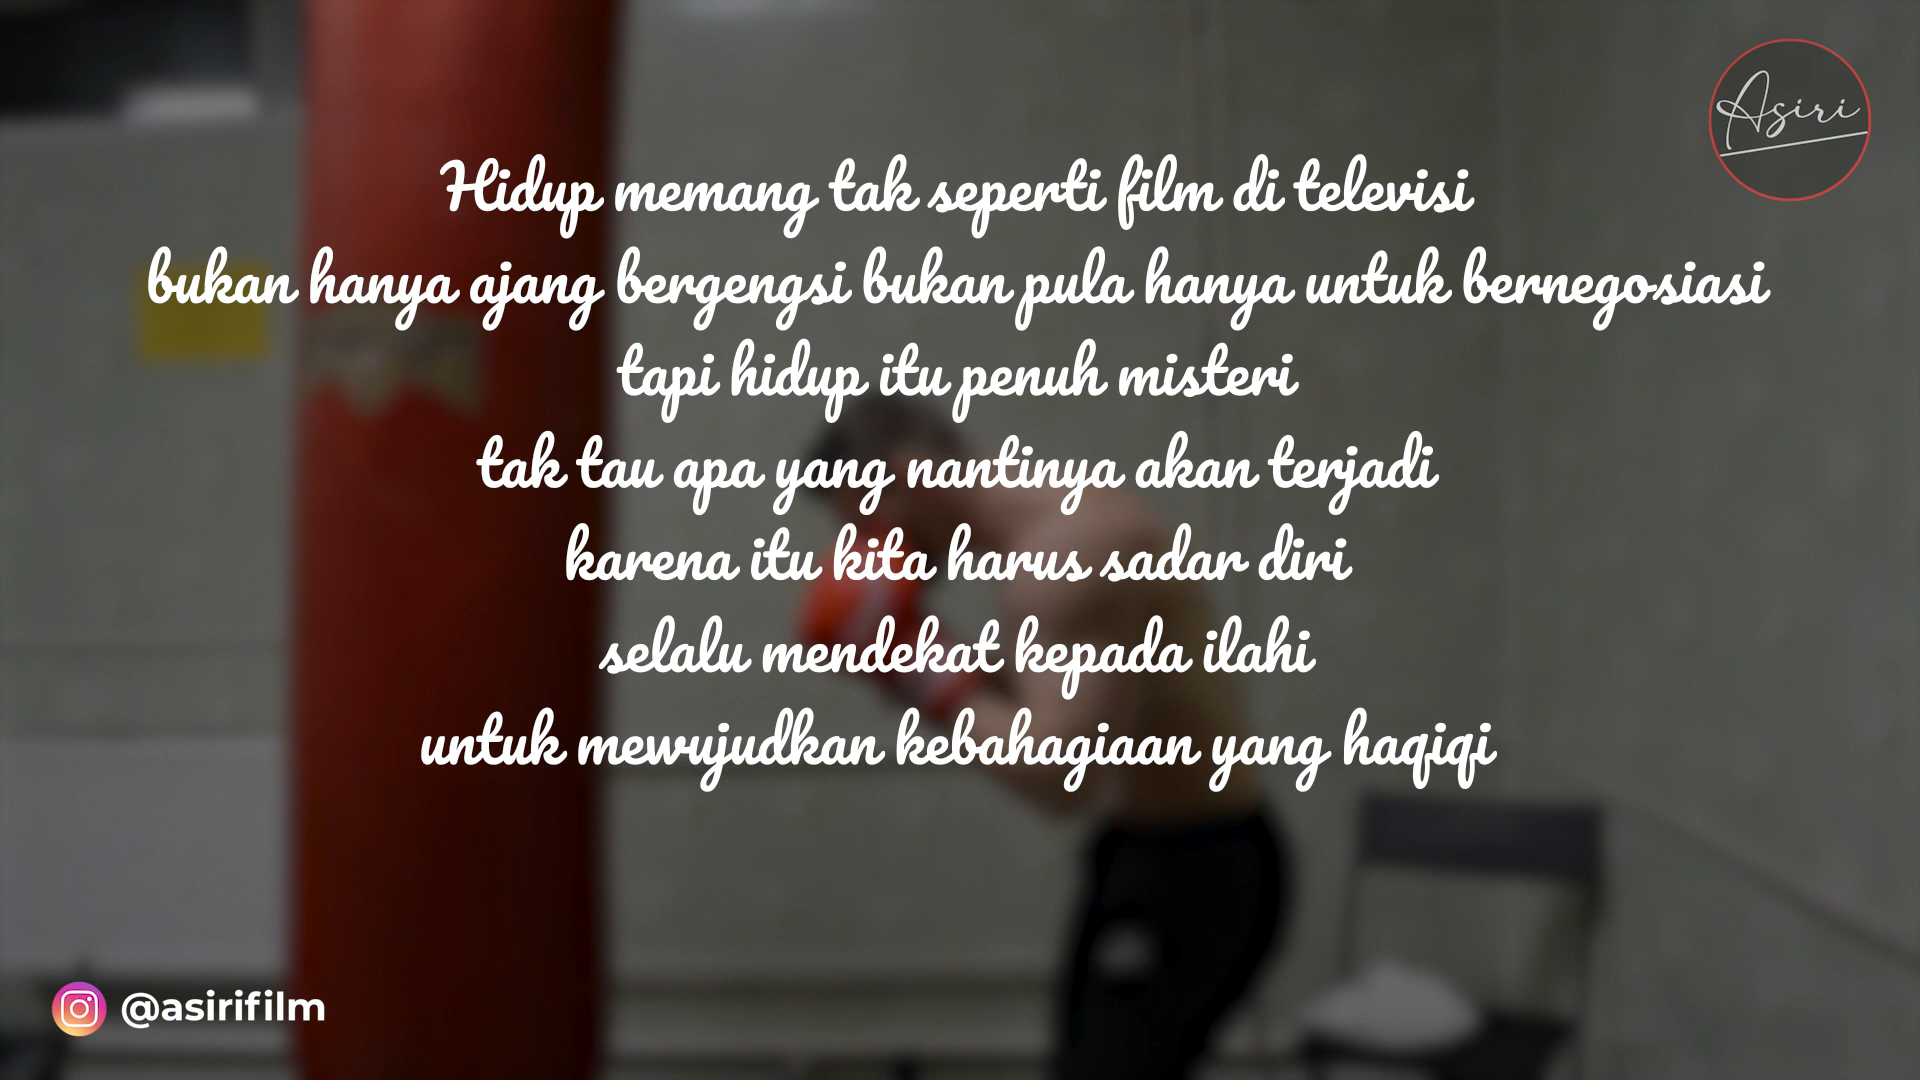 Asiri
Hidup memang tak seperti film di televisi
bukan hanya ajang bergengsi bukan pula hanya untuk bernegosiasi
tapi hidup itu penuh misteri
tak tau apa yang nantinya akan terjadi
karena itu kita harus sadar diri
selalu mendekat kepada ilahi
untuk mewujudkan kebahagiaan yang haqiqi
@asirifilm